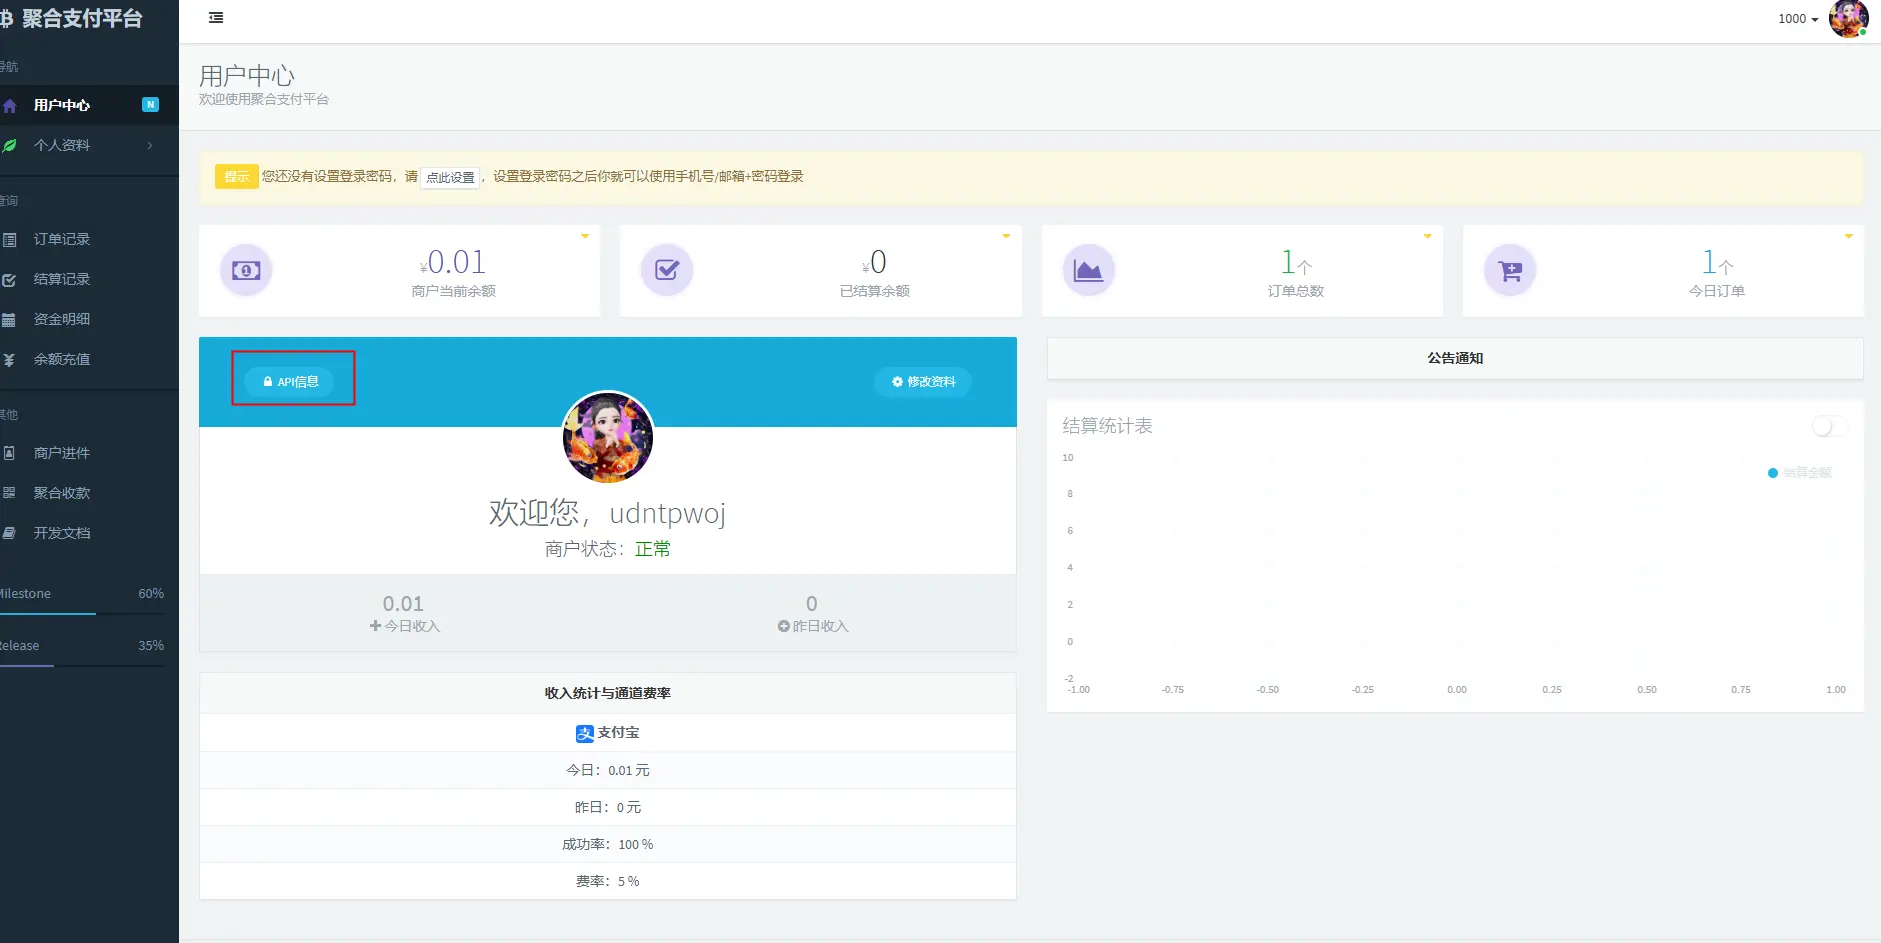 聚合支付平台
1000
导航
用户中心 N
个人资料
查询
订单记录
结算记录
资金明细
余额充值
其他
商户进件
聚合收款
开发文档
Milestone 60%
Release 35%
用户中心
欢迎使用聚合支付平台
提示 您还没有设置登录密码，请 点此设置 ，设置登录密码之后你就可以使用手机号/邮箱+密码登录
¥0.01
商户当前余额
¥0
已结算余额
1个
订单总数
1个
今日订单
API信息
修改资料
欢迎您，udntpwoj
商户状态：正常
0.01
今日收入
0
昨日收入
收入统计与通道费率
支付宝
今日：0.01 元
昨日：0 元
成功率：100 %
费率：5 %
公告通知
结算统计表
结算金额
10
8
6
4
2
0
-2
-1.00 -0.75 -0.50 -0.25 0.00 0.25 0.50 0.75 1.00